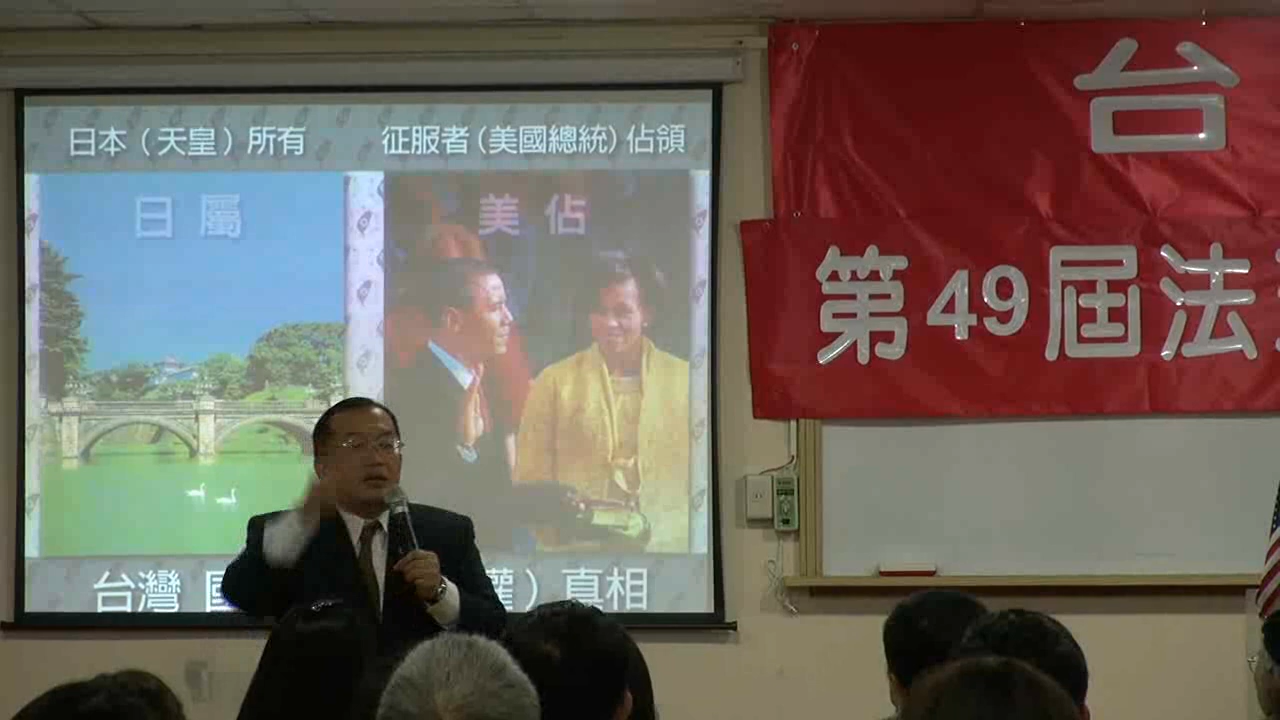 日本（天皇）所有
征服者（美國總統）佔領
日屬
美佔
台灣
權）真相
台
第49屆法